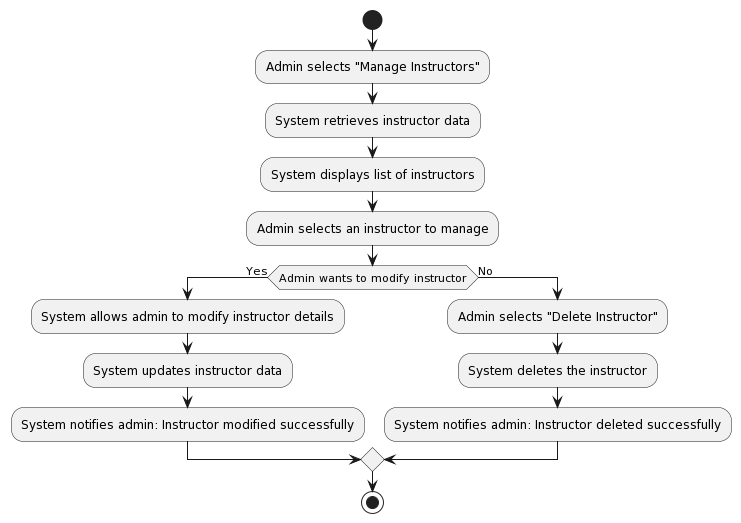 Admin selects "Manage Instructors"
System retrieves instructor data
System displays list of instructors
Admin selects an instructor to manage
Yes
Admin wants to modify instructor
No
System allows admin to modify instructor details
Admin selects "Delete Instructor"
System updates instructor data
System deletes the instructor
System notifies admin: Instructor modified successfully
System notifies admin: Instructor deleted successfully